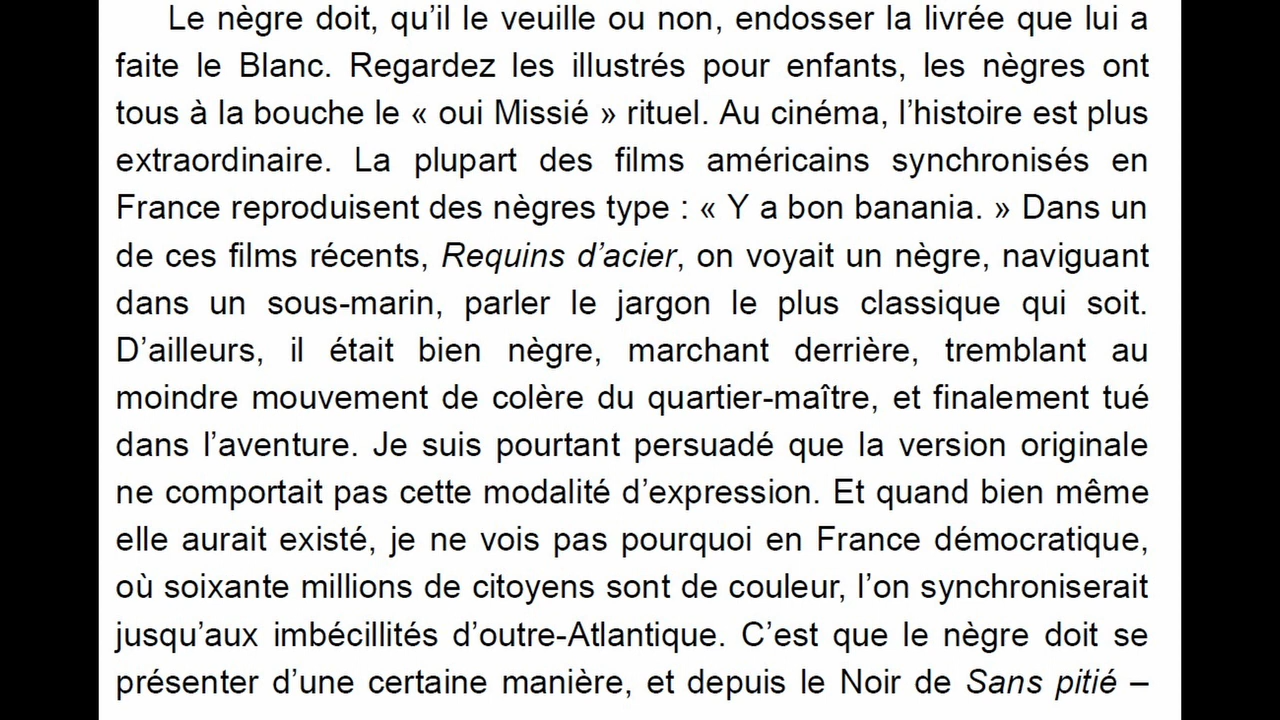 Le nègre doit, qu’il le veuille ou non, endosser la livrée que lui a
faite le Blanc. Regardez les illustrés pour enfants, les nègres ont
tous à la bouche le « oui Missié » rituel. Au cinéma, l’histoire est plus
extraordinaire. La plupart des films américains synchronisés en
France reproduisent des nègres type : « Y a bon banania. » Dans un
de ces films récents, Requins d’acier, on voyait un nègre, naviguant
dans un sous-marin, parler le jargon le plus classique qui soit.
D’ailleurs, il était bien nègre, marchant derrière, tremblant au
moindre mouvement de colère du quartier-maître, et finalement tué
dans l’aventure. Je suis pourtant persuadé que la version originale
ne comportait pas cette modalité d’expression. Et quand bien même
elle aurait existé, je ne vois pas pourquoi en France démocratique,
où soixante millions de citoyens sont de couleur, l’on synchroniserait
jusqu’aux imbécillités d’outre-Atlantique. C’est que le nègre doit se
présenter d’une certaine manière, et depuis le Noir de Sans pitié –